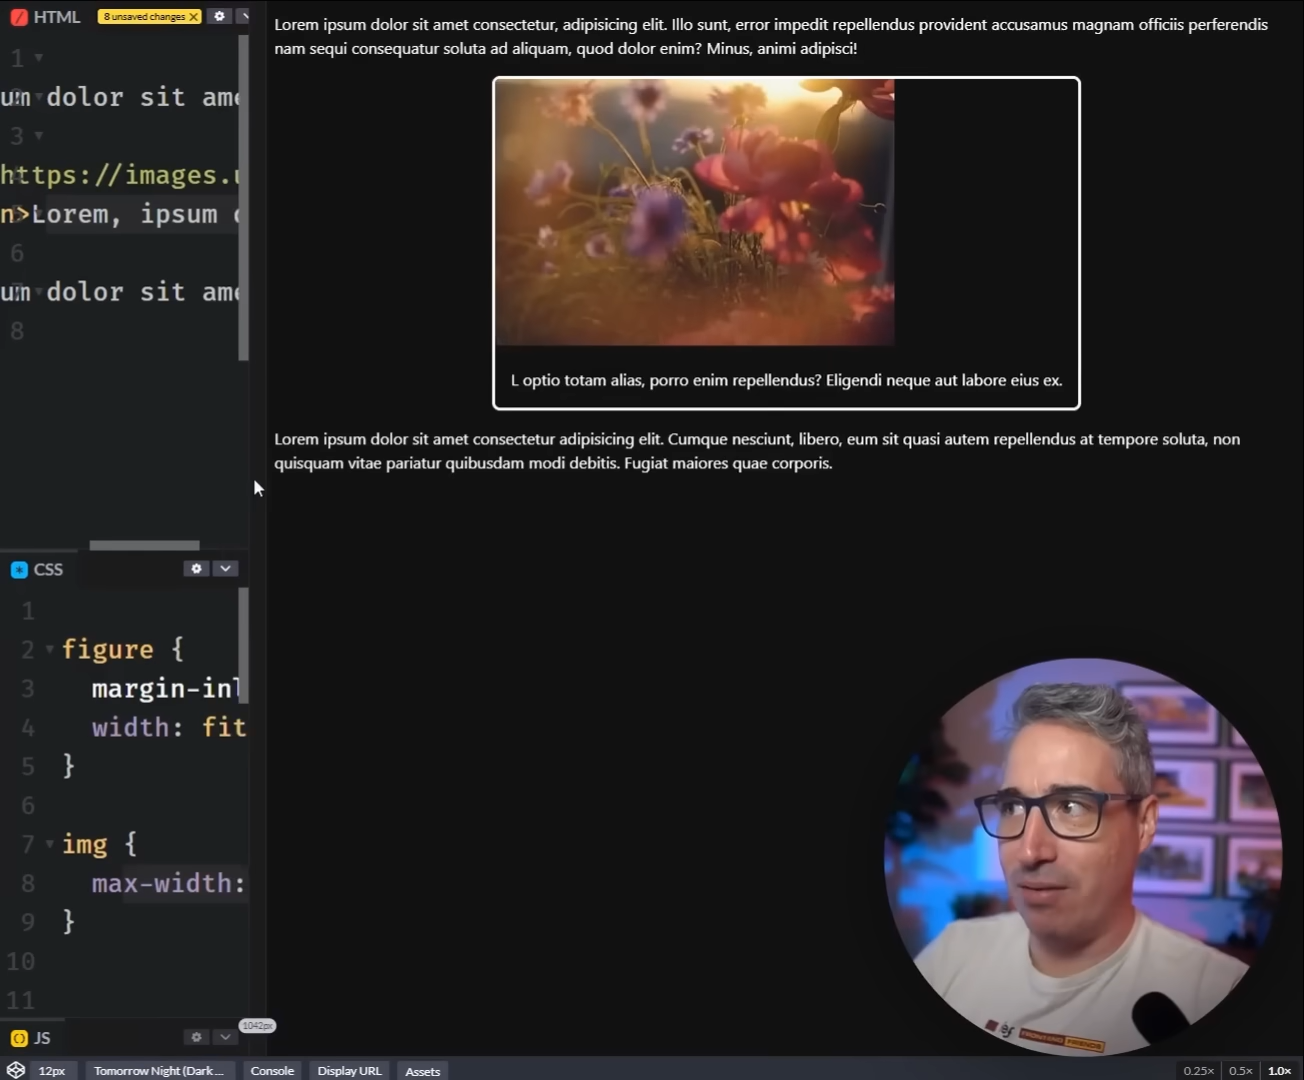 HTML
8 unsaved changes X
1
um dolor sit ame
3
https://images.u
n>Lorem, ipsum d
6
um dolor sit ame
8
CSS
1
2 figure {
3 margin-inl
4 width: fit
5 }
6
7 img {
8 max-width:
9 }
10
11
JS
1042px
Lorem ipsum dolor sit amet consectetur, adipisicing elit. Illo sunt, error impedit repellendus provident accusamus magnam officiis perferendis
nam sequi consequatur soluta ad aliquam, quod dolor enim? Minus, animi adipisci!
L optio totam alias, porro enim repellendus? Eligendi neque aut labore eius ex.
Lorem ipsum dolor sit amet consectetur adipisicing elit. Cumque nesciunt, libero, eum sit quasi autem repellendus at tempore soluta, non
quisquam vitae pariatur quibusdam modi debitis. Fugiat maiores quae corporis.
FRONTEND FRIENDS
12px Tomorrow Night (Dark ... Console Display URL Assets 0.25× 0.5× 1.0×